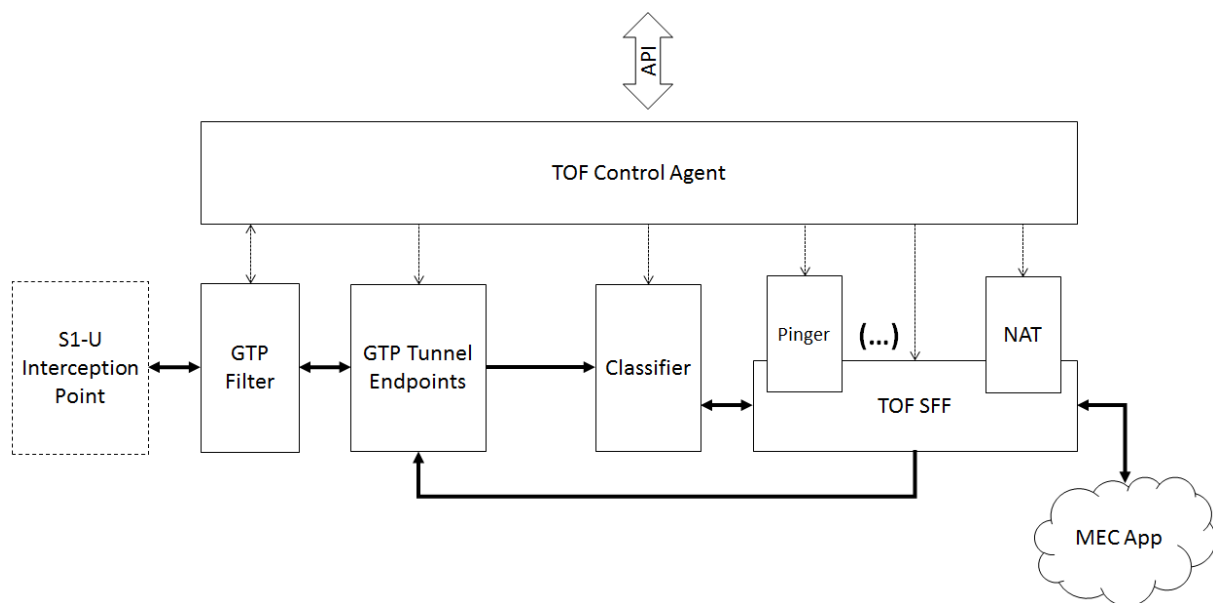 API
TOF Control Agent
S1-U
Interception
Point
GTP
Filter
GTP Tunnel
Endpoints
Classifier
Pinger
(...)
NAT
TOF SFF
MEC App